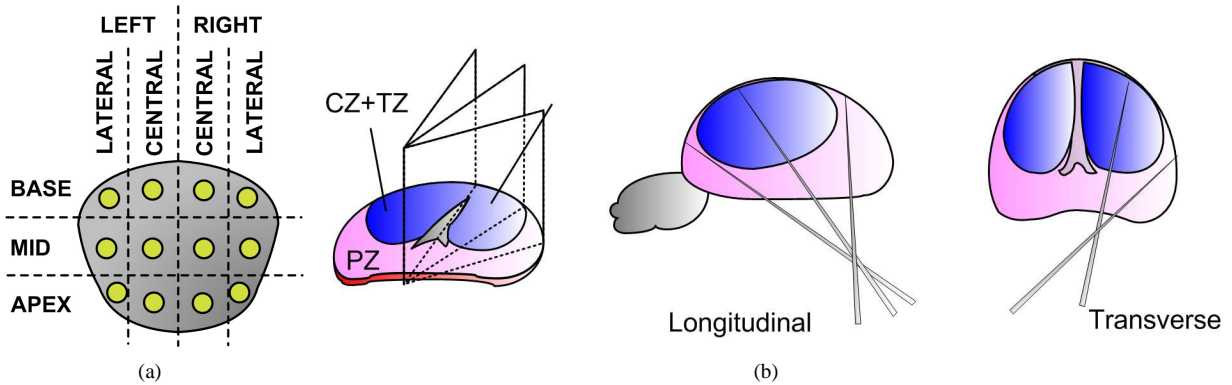 LEFT RIGHT
LATERAL
CENTRAL
CENTRAL
LATERAL
BASE
MID
APEX
CZ+TZ
PZ
Longitudinal
Transverse
(a)
(b)